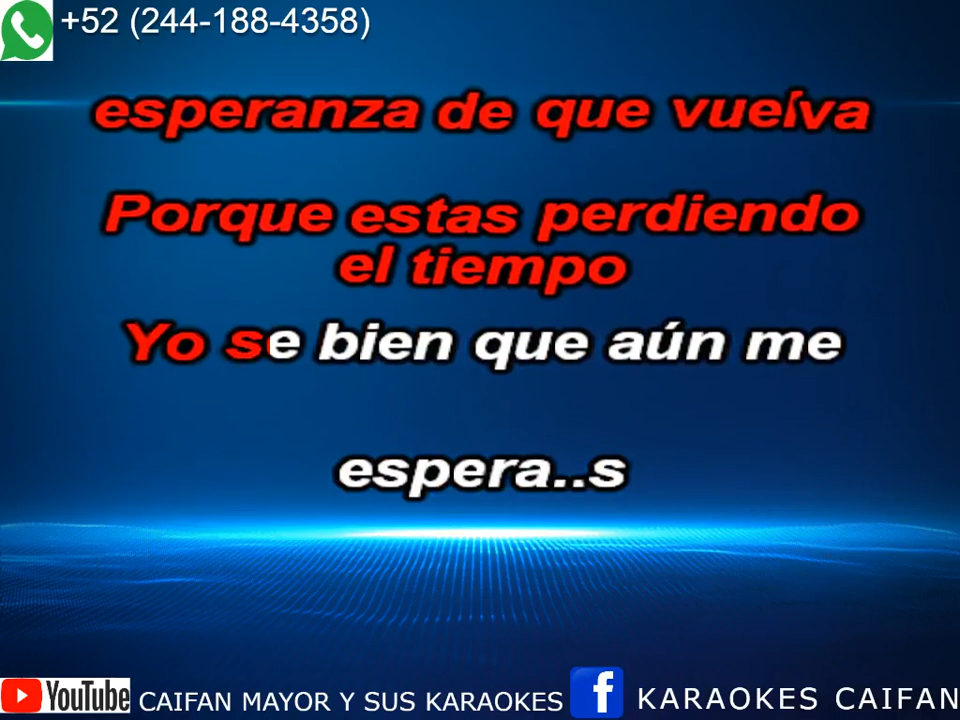 +52 (244-188-4358)
esperanza de que vuelva
Porque estas perdiendo
el tiempo
Yo se bien que aún me
espera..s
YouTube CAIFAN MAYOR Y SUS KARAOKES f KARAOKES CAIFAN